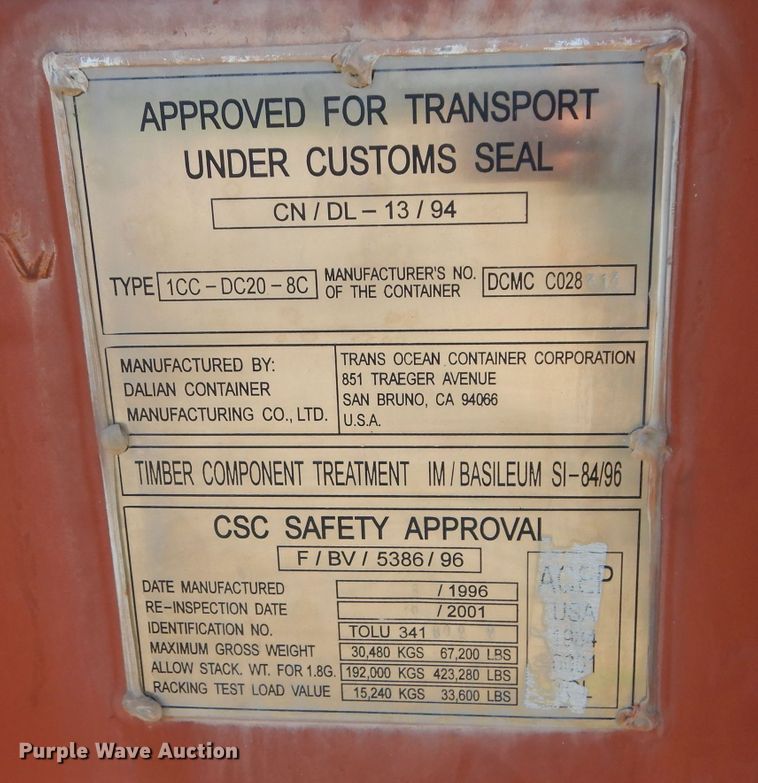 APPROVED FOR TRANSPORT
UNDER CUSTOMS SEAL
CN / DL – 13 / 94
TYPE 1CC – DC20 – 8C MANUFACTURER'S NO. OF THE CONTAINER DCMC C028
MANUFACTURED BY:
DALIAN CONTAINER
MANUFACTURING CO., LTD.
TRANS OCEAN CONTAINER CORPORATION
851 TRAEGER AVENUE
SAN BRUNO, CA 94066
U.S.A.
TIMBER COMPONENT TREATMENT IM / BASILEUM SI–84/96
CSC SAFETY APPROVAL
F / BV / 5386 / 96
DATE MANUFACTURED / 1996
RE-INSPECTION DATE / 2001
IDENTIFICATION NO. TOLU 341
MAXIMUM GROSS WEIGHT 30,480 KGS 67,200 LBS
ALLOW STACK. WT. FOR 1.8G. 192,000 KGS 423,280 LBS
RACKING TEST LOAD VALUE 15,240 KGS 33,600 LBS
ACEP
USA
Purple Wave Auction